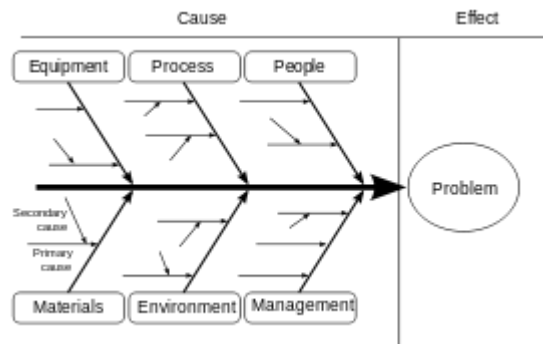 Cause
Effect
Equipment
Process
People
Problem
Secondary
cause
Primary
cause
Materials
Environment
Management